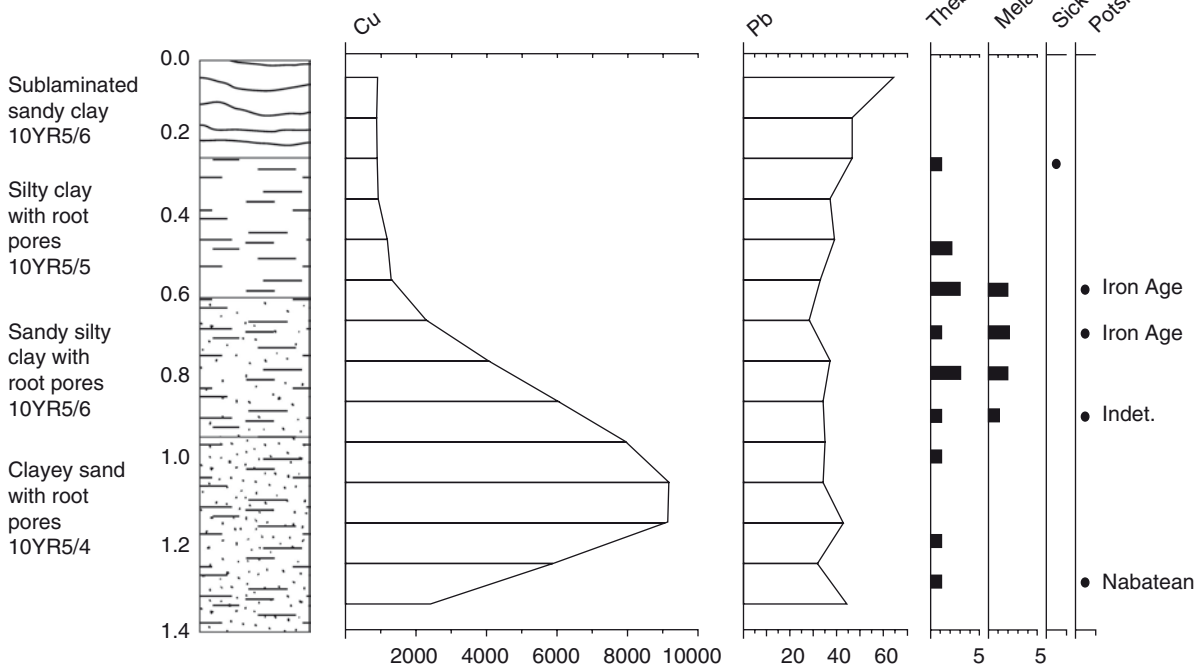 Cu
Pb
Sublaminated
sandy clay
10YR5/6
Silty clay
with root
pores
10YR5/5
Sandy silty
clay with
root pores
10YR5/6
Clayey sand
with root
pores
10YR5/4
0.0
0.2
0.4
0.6
0.8
1.0
1.2
1.4
Iron Age
Iron Age
Indet.
Nabatean
2000 4000 6000 8000 10000 20 40 60 5 5